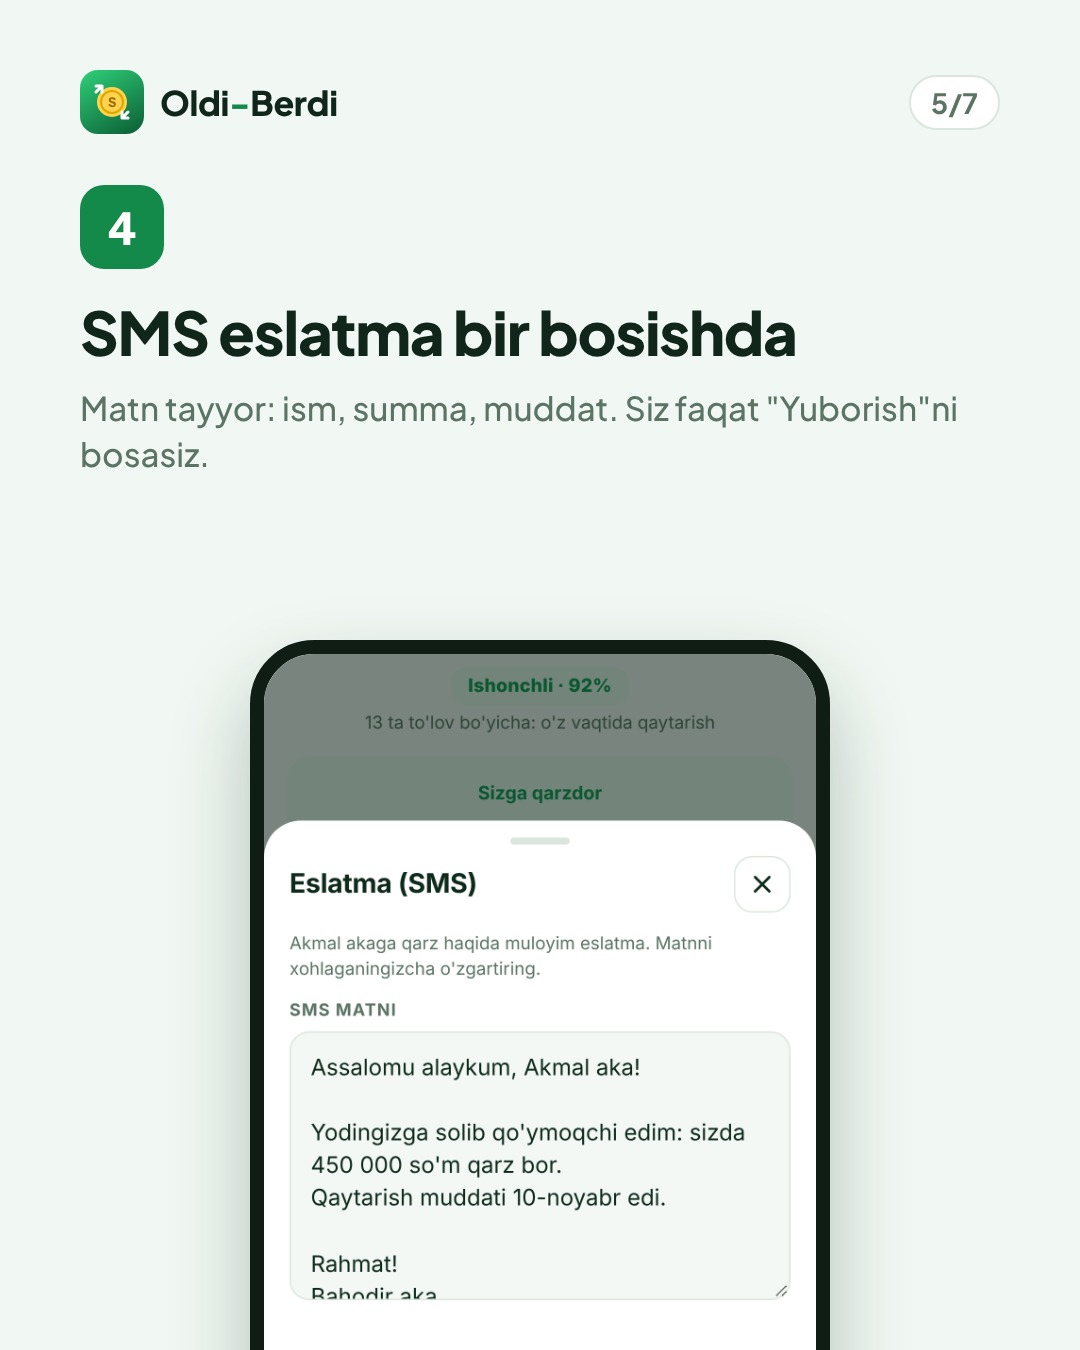 Oldi-Berdi
5/7
4
SMS eslatma bir bosishda
Matn tayyor: ism, summa, muddat. Siz faqat "Yuborish"ni
bosasiz.
Ishonchli · 92%
13 ta to'lov bo'yicha: o'z vaqtida qaytarish
Sizga qarzdor
Eslatma (SMS)
Akmal akaga qarz haqida muloyim eslatma. Matnni
xohlaganingizcha o'zgartiring.
SMS MATNI
Assalomu alaykum, Akmal aka!
Yodingizga solib qo'ymoqchi edim: sizda
450 000 so'm qarz bor.
Qaytarish muddati 10-noyabr edi.
Rahmat!
Bahodir aka